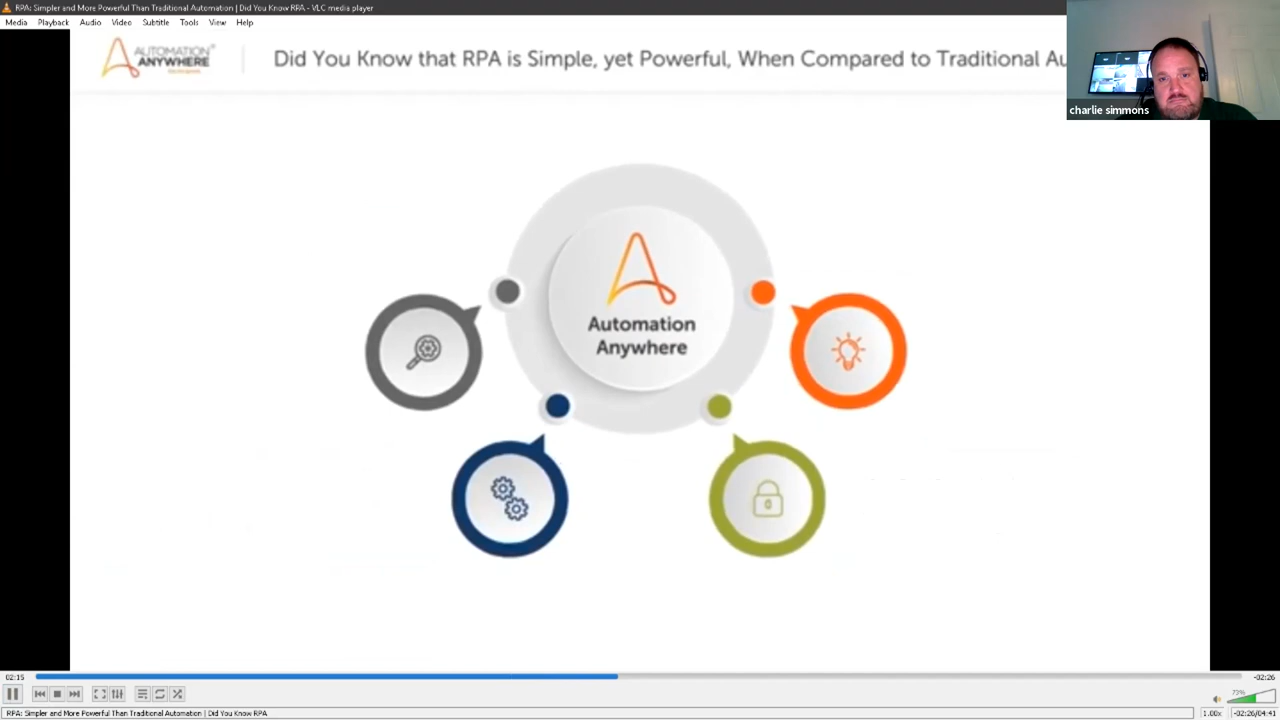 RPA: Simpler and More Powerful Than Traditional Automation | Did You Know RPA - VLC media player
Media Playback Audio Video Subtitle Tools View Help
AUTOMATION ANYWHERE
Did You Know that RPA is Simple, yet Powerful, When Compared to Traditional Au
charlie simmons
Automation
Anywhere
02:15
-02:26
73%
RPA: Simpler and More Powerful Than Traditional Automation | Did You Know RPA
1.00x
-02:26/04:41